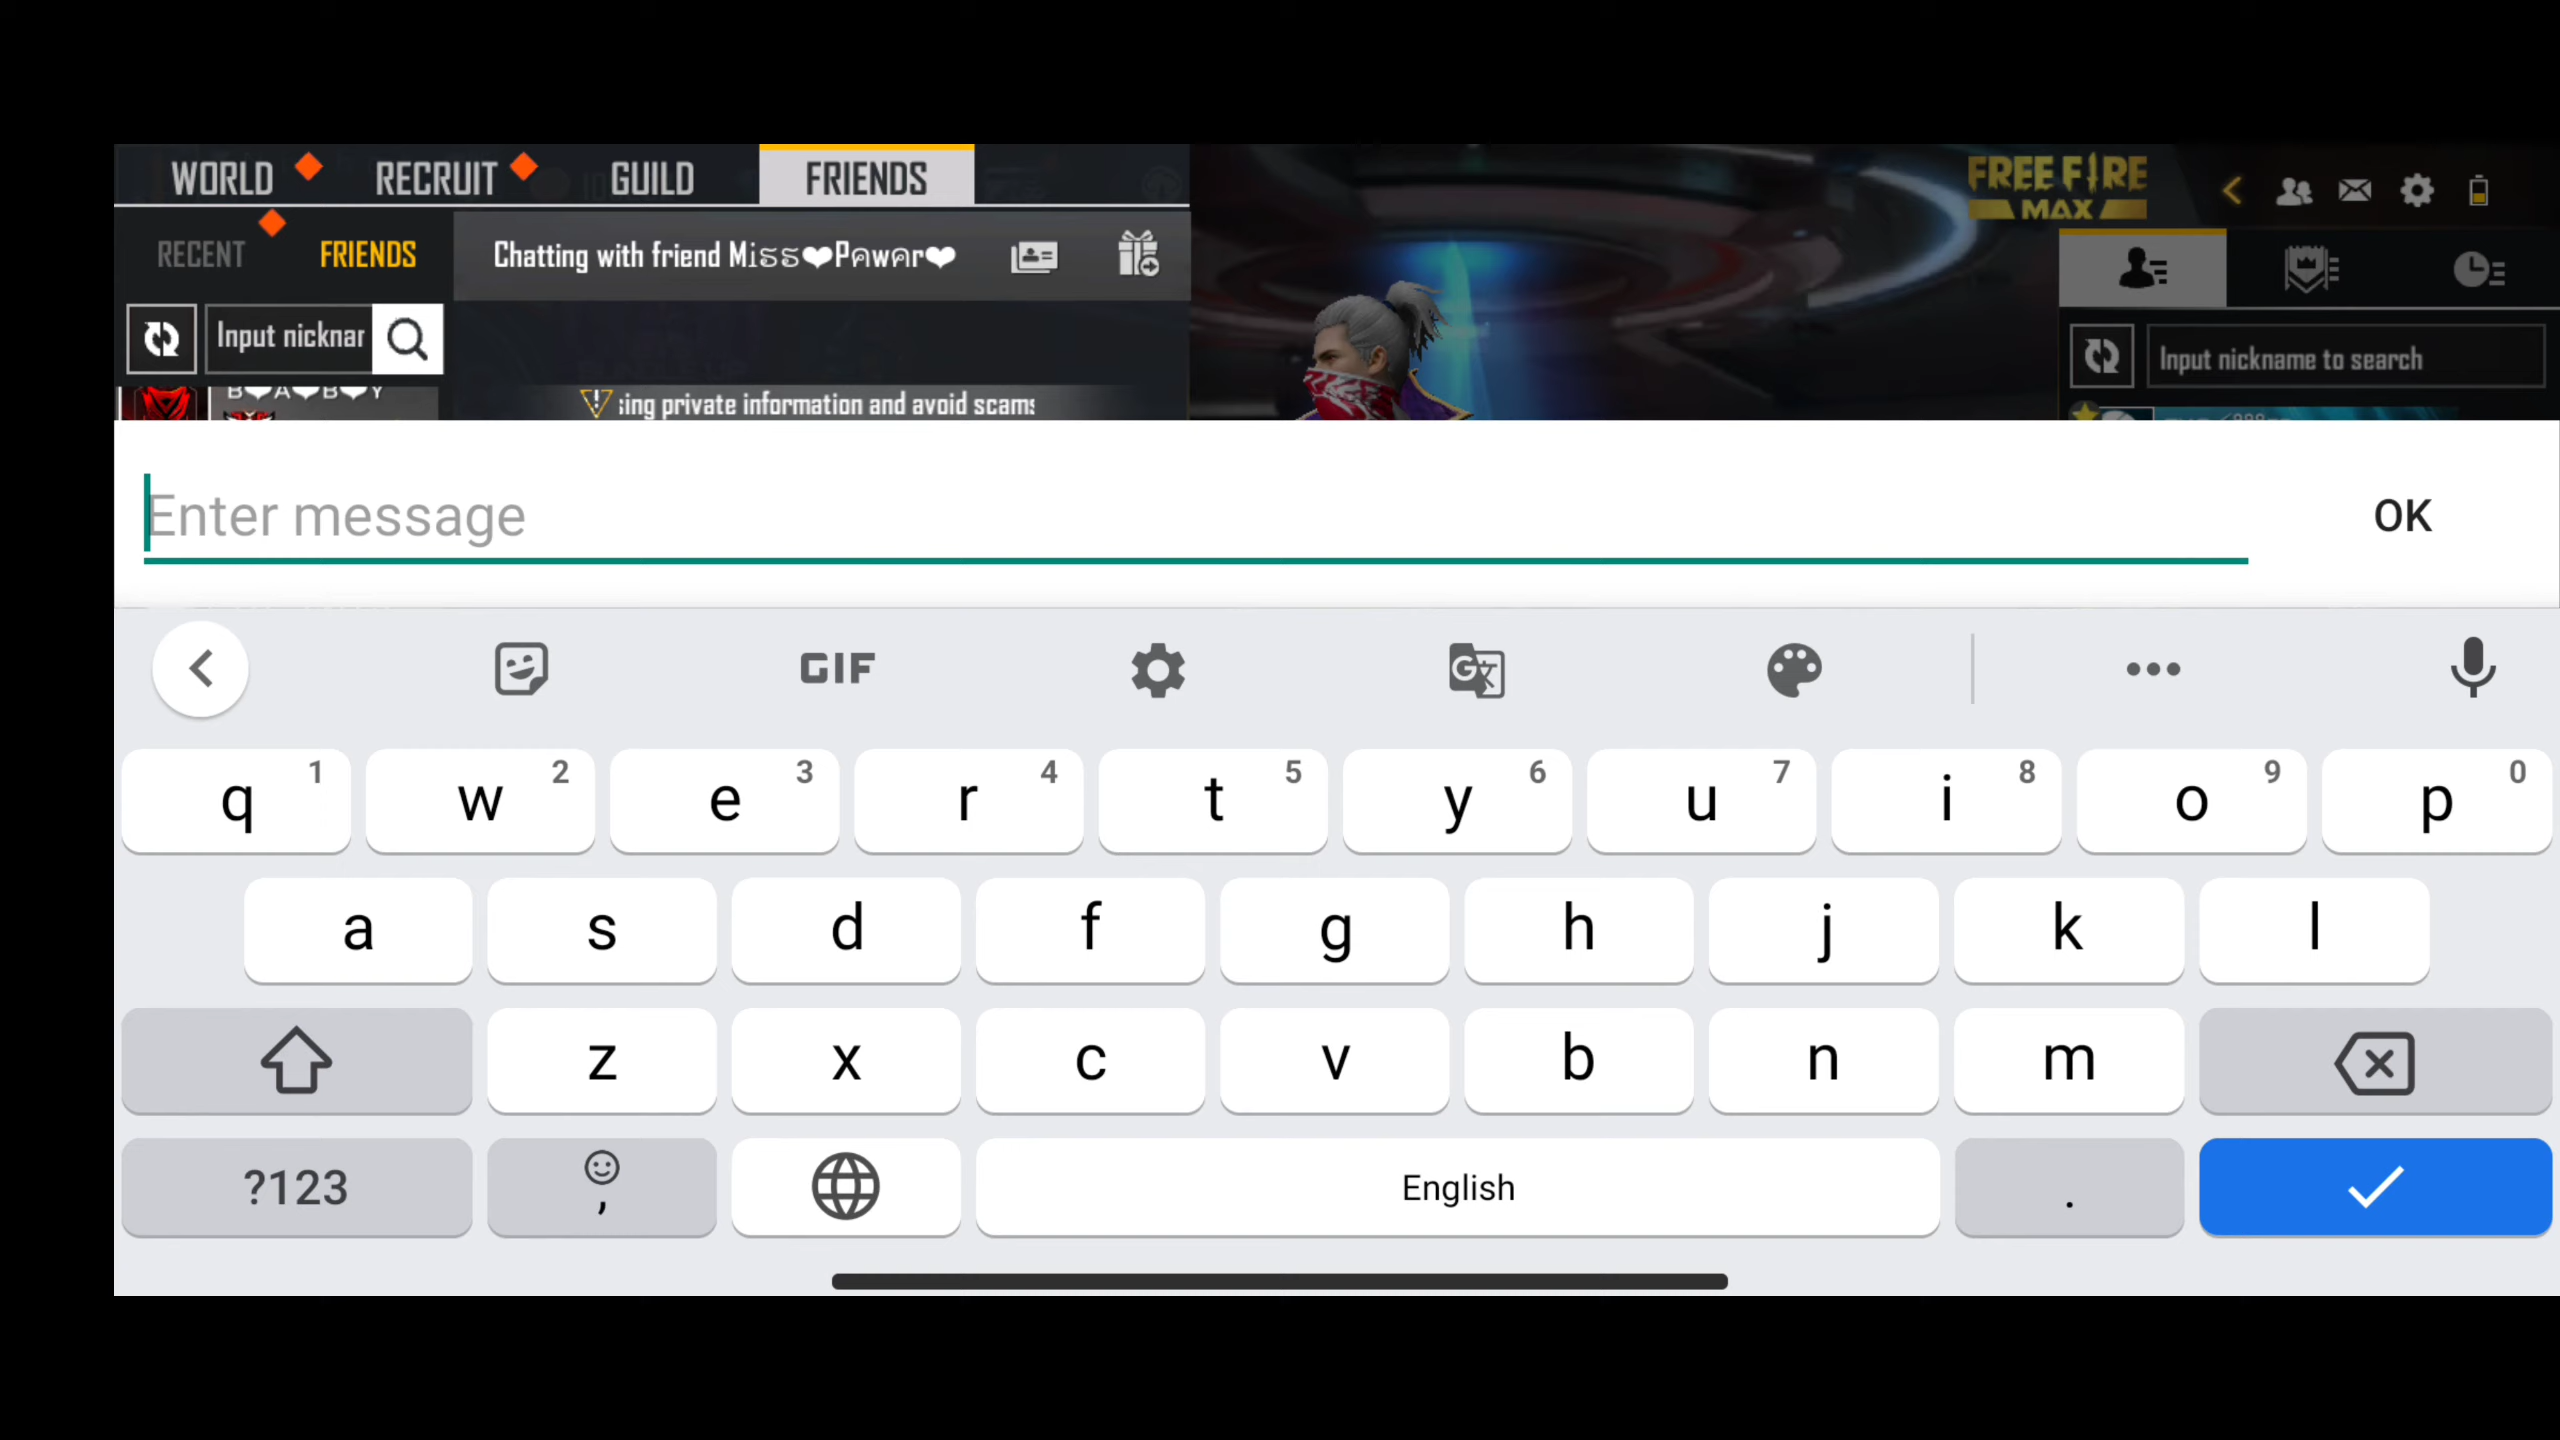 WORLD RECRUIT GUILD FRIENDS
FREE FIRE
MAX
RECENT FRIENDS
Chatting with friend Miss❤Pawar❤
Input nicknar
Input nickname to search
B❤A❤B❤Y
sing private information and avoid scams
Enter message
OK
GIF
q 1 w 2 e 3 r 4 t 5 y 6 u 7 i 8 o 9 p 0
a s d f g h j k l
z x c v b n m
?123 , English .